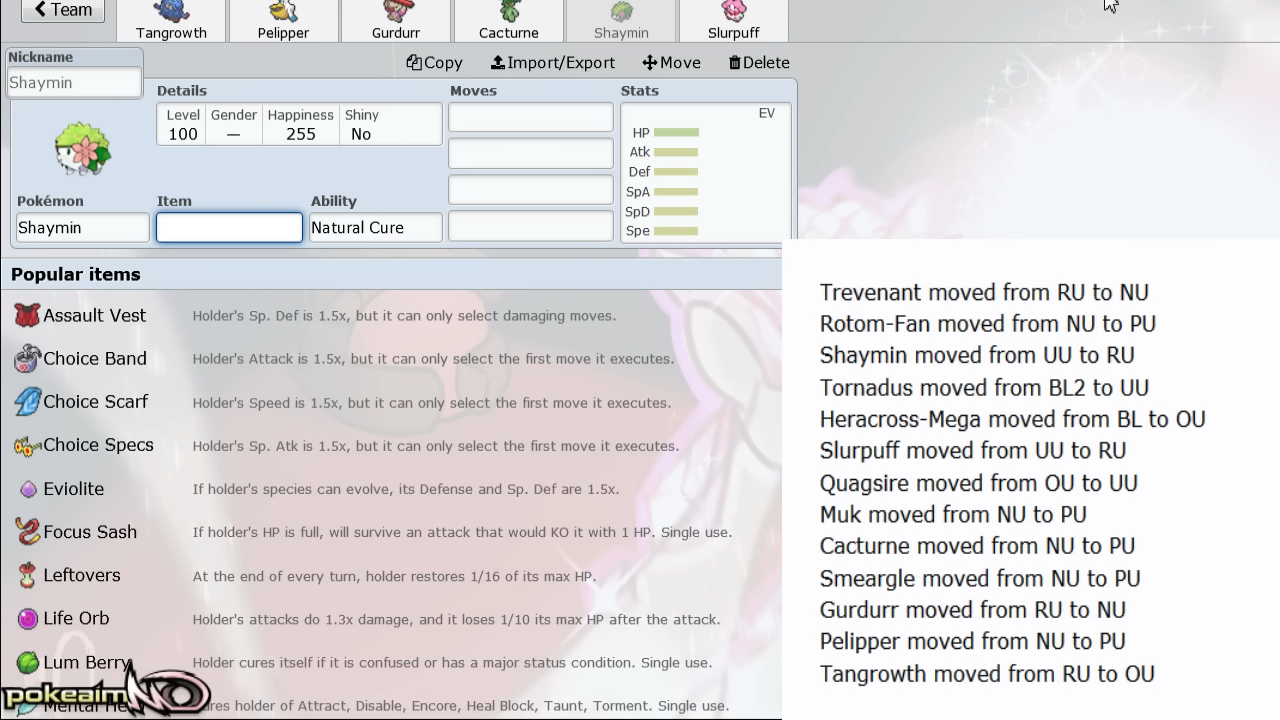 Team
Tangrowth Pelipper Gurdurr Cacturne Shaymin Slurpuff
Nickname
Shaymin
Copy Import/Export Move Delete
Details Moves Stats
Level Gender Happiness Shiny
100 — 255 No
EV
HP
Atk
Def
SpA
SpD
Spe
Pokémon Item Ability
Shaymin Natural Cure
Popular items
Assault Vest Holder's Sp. Def is 1.5x, but it can only select damaging moves.
Choice Band Holder's Attack is 1.5x, but it can only select the first move it executes.
Choice Scarf Holder's Speed is 1.5x, but it can only select the first move it executes.
Choice Specs Holder's Sp. Atk is 1.5x, but it can only select the first move it executes.
Eviolite If holder's species can evolve, its Defense and Sp. Def are 1.5x.
Focus Sash If holder's HP is full, will survive an attack that would KO it with 1 HP. Single use.
Leftovers At the end of every turn, holder restores 1/16 of its max HP.
Life Orb Holder's attacks do 1.3x damage, and it loses 1/10 its max HP after the attack.
Lum Berry Holder cures itself if it is confused or has a major status condition. Single use.
holder of Attract, Disable, Encore, Heal Block, Taunt, Torment. Single use.
pokeaimMD
Trevenant moved from RU to NU
Rotom-Fan moved from NU to PU
Shaymin moved from UU to RU
Tornadus moved from BL2 to UU
Heracross-Mega moved from BL to OU
Slurpuff moved from UU to RU
Quagsire moved from OU to UU
Muk moved from NU to PU
Cacturne moved from NU to PU
Smeargle moved from NU to PU
Gurdurr moved from RU to NU
Pelipper moved from NU to PU
Tangrowth moved from RU to OU